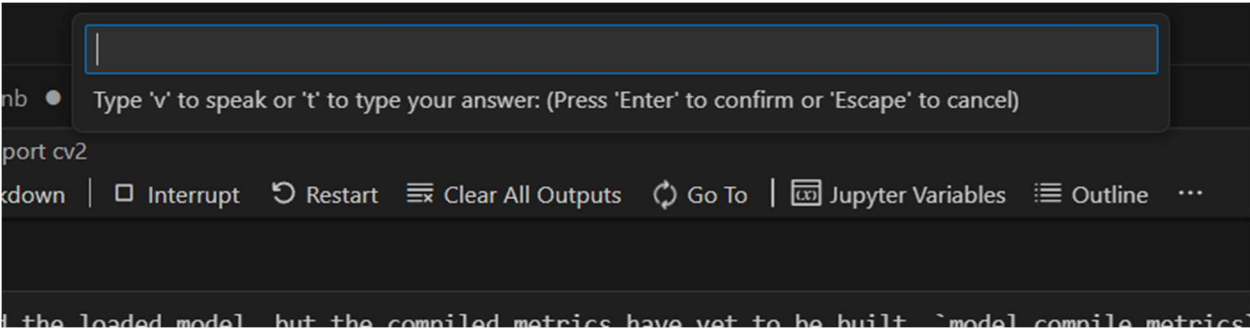 Type 'v' to speak or 't' to type your answer: (Press 'Enter' to confirm or 'Escape' to cancel)
nb
port cv2
kdown | Interrupt Restart Clear All Outputs Go To | Jupyter Variables Outline ...
d the loaded model, but the compiled metrics have yet to be built. `model.compile_metrics`